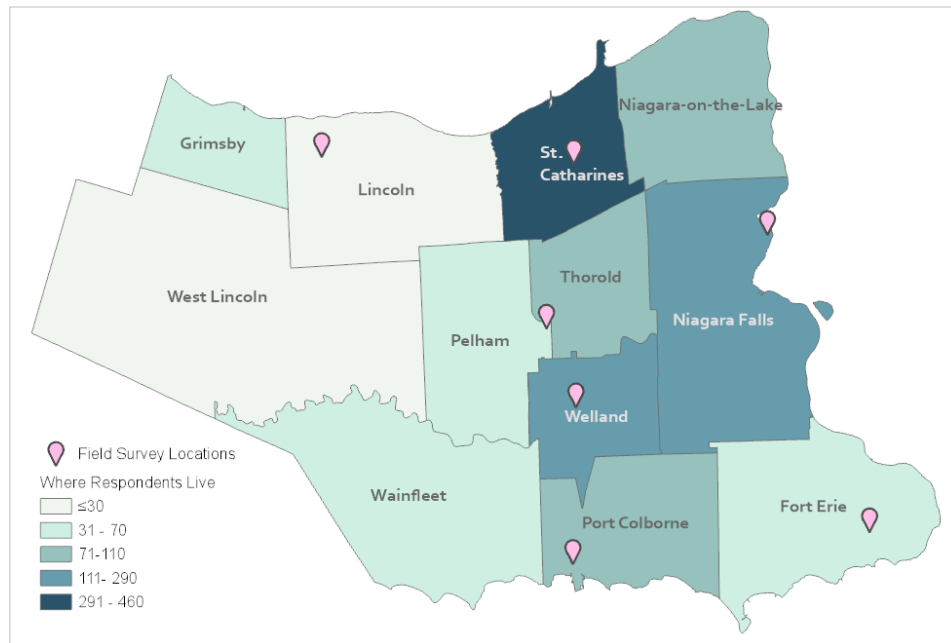 Niagara-on-the-Lake
Grimsby
St.
Catharines
Lincoln
Thorold
West Lincoln
Niagara Falls
Pelham
Welland
Field Survey Locations
Where Respondents Live
≤30
31 - 70
71-110
111- 290
291 - 460
Wainfleet
Fort Erie
Port Colborne